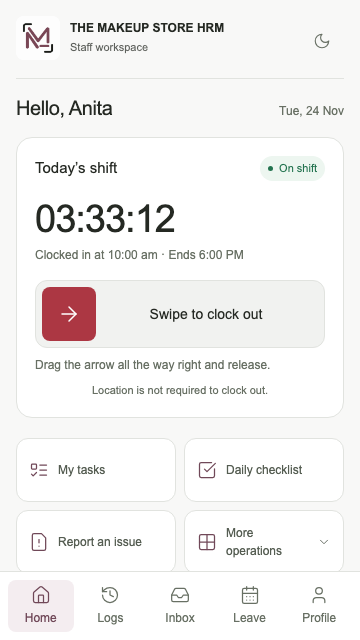 THE MAKEUP STORE HRM
Staff workspace
Hello, Anita
Tue, 24 Nov
Today's shift
On shift
03:33:12
Clocked in at 10:00 am · Ends 6:00 PM
Swipe to clock out
Drag the arrow all the way right and release.
Location is not required to clock out.
My tasks
Daily checklist
Report an issue
More
operations
Home
Logs
Inbox
Leave
Profile